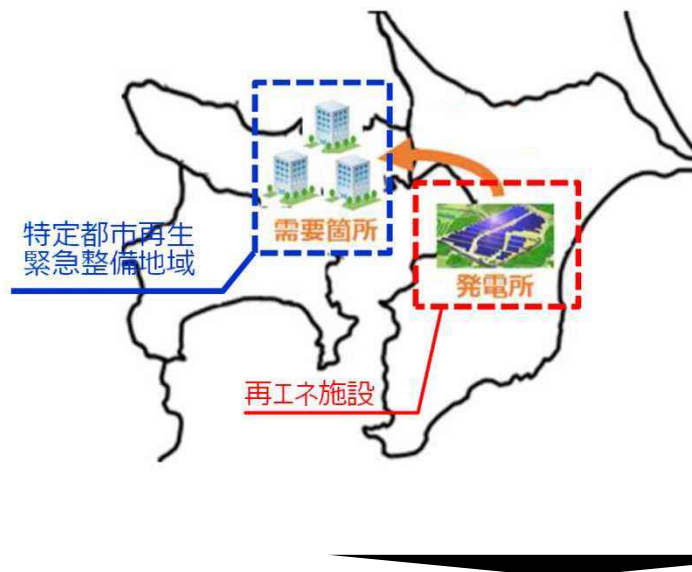 需要箇所
特定都市再生
緊急整備地域
発電所
再エネ施設